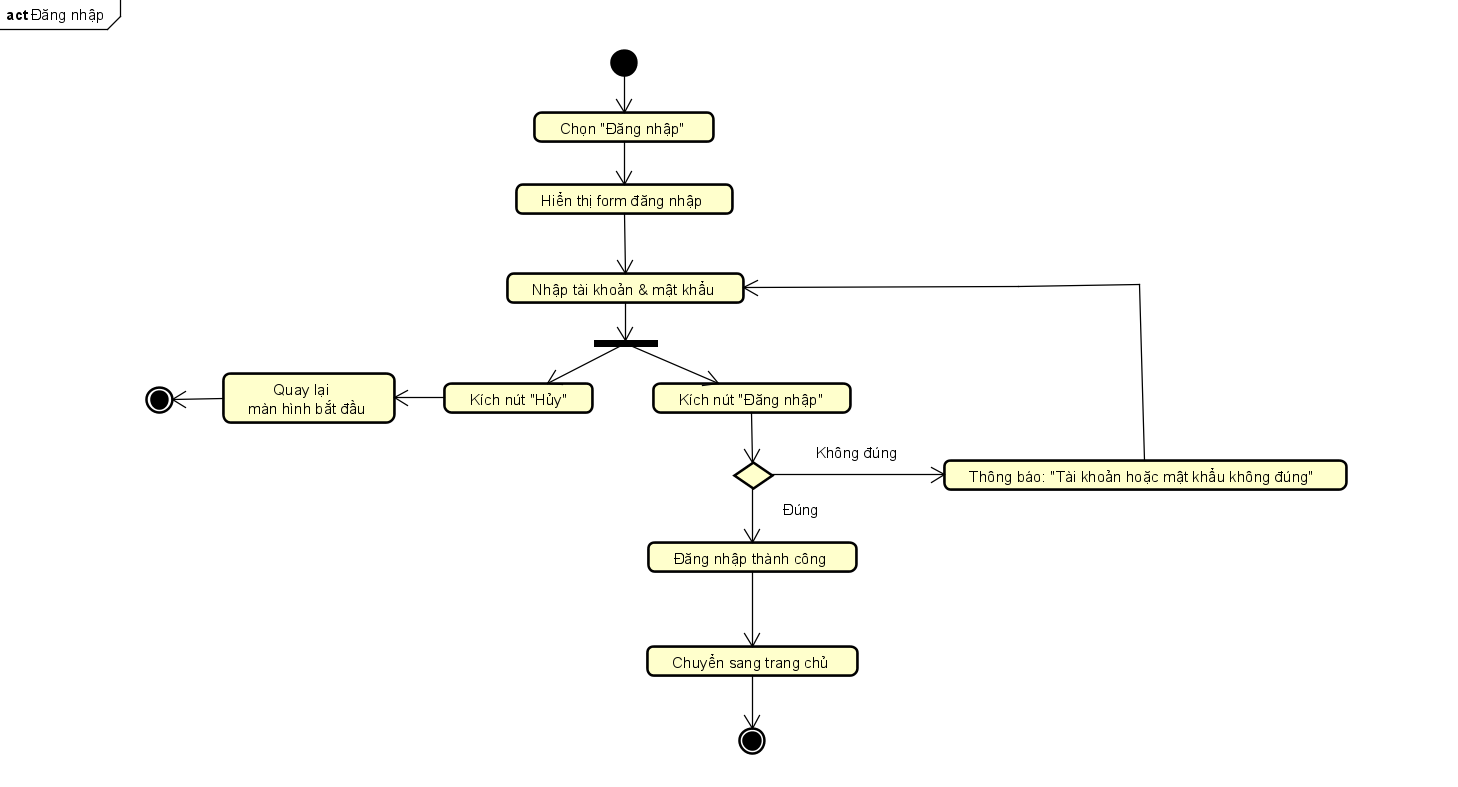 act Đăng nhập
Chọn "Đăng nhập"
Hiển thị form đăng nhập
Nhập tài khoản & mật khẩu
Quay lại
màn hình bắt đầu
Kích nút "Hủy"
Kích nút "Đăng nhập"
Không đúng
Thông báo: "Tài khoản hoặc mật khẩu không đúng"
Đúng
Đăng nhập thành công
Chuyển sang trang chủ